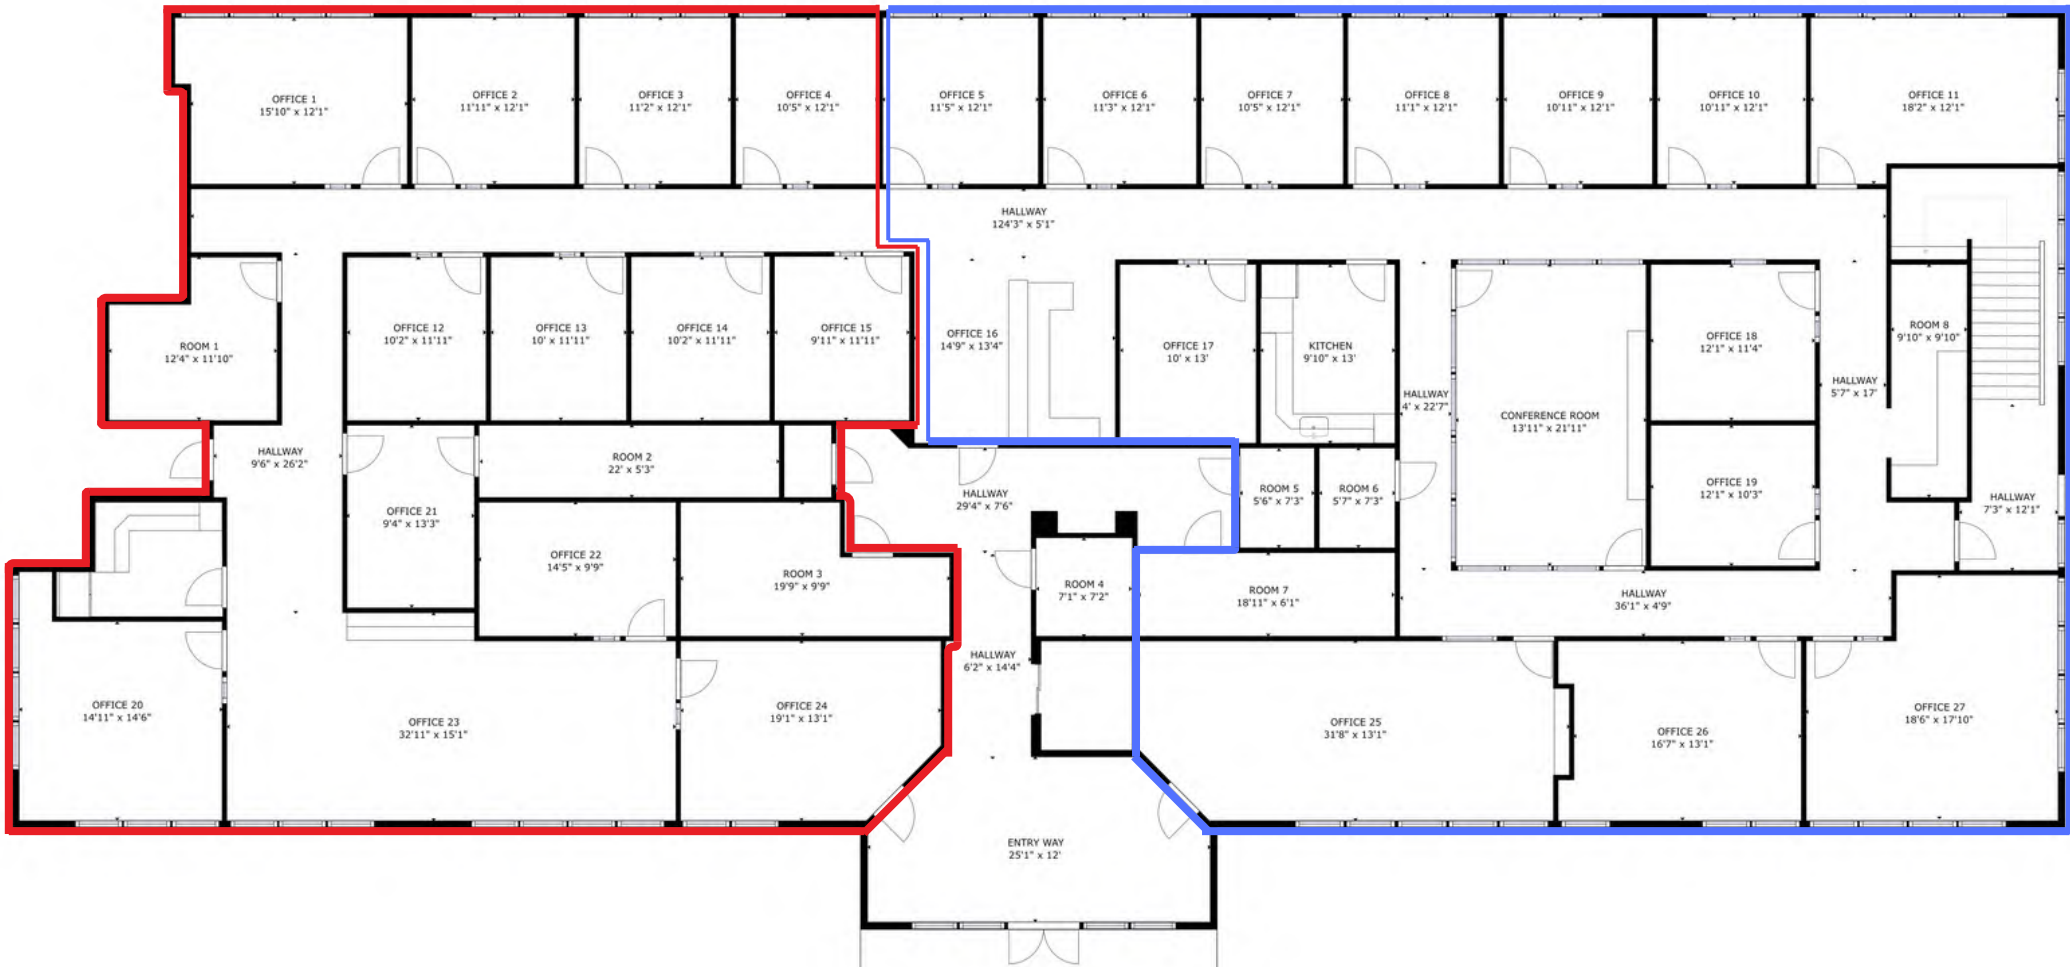 OFFICE 1
15'10" x 12'1"
OFFICE 2
11'11" x 12'1"
OFFICE 3
11'2" x 12'1"
OFFICE 4
10'5" x 12'1"
OFFICE 5
11'5" x 12'1"
OFFICE 6
11'3" x 12'1"
OFFICE 7
10'5" x 12'1"
OFFICE 8
11'1" x 12'1"
OFFICE 9
10'11" x 12'1"
OFFICE 10
10'11" x 12'1"
OFFICE 11
18'2" x 12'1"
HALLWAY
124'3" x 5'1"
ROOM 1
12'4" x 11'10"
OFFICE 12
10'2" x 11'11"
OFFICE 13
10' x 11'11"
OFFICE 14
10'2" x 11'11"
OFFICE 15
9'11" x 11'11"
OFFICE 16
14'9" x 13'4"
OFFICE 17
10' x 13'
KITCHEN
9'10" x 13'
HALLWAY
4' x 22'7"
CONFERENCE ROOM
13'11" x 21'11"
OFFICE 18
12'1" x 11'4"
HALLWAY
5'7" x 17'
ROOM 8
9'10" x 9'10"
HALLWAY
9'6" x 26'2"
ROOM 2
22' x 5'3"
OFFICE 21
9'4" x 13'3"
HALLWAY
29'4" x 7'6"
ROOM 5
5'6" x 7'3"
ROOM 6
5'7" x 7'3"
OFFICE 19
12'1" x 10'3"
HALLWAY
7'3" x 12'1"
OFFICE 22
14'5" x 9'9"
ROOM 3
19'9" x 9'9"
ROOM 4
7'1" x 7'2"
ROOM 7
18'11" x 6'1"
HALLWAY
36'1" x 4'9"
HALLWAY
6'2" x 14'4"
OFFICE 20
14'11" x 14'6"
OFFICE 23
32'11" x 15'1"
OFFICE 24
19'1" x 13'1"
OFFICE 25
31'8" x 13'1"
OFFICE 26
16'7" x 13'1"
OFFICE 27
18'6" x 17'10"
ENTRY WAY
25'1" x 12'